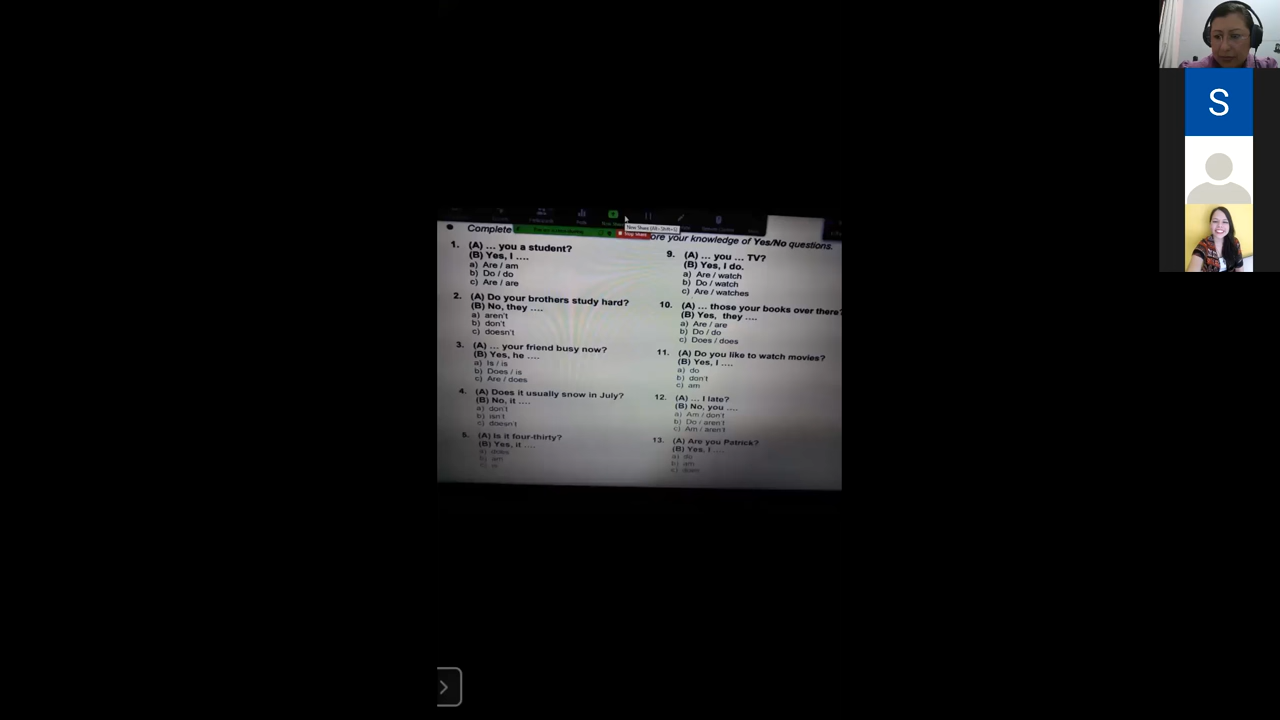 Complete
ore your knowledge of Yes/No questions.
1. (A) ... you a student?
(B) Yes, I ....
a) Are / am
b) Do / do
c) Are / are
2. (A) Do your brothers study hard?
(B) No, they ....
a) aren't
b) don't
c) doesn't
3. (A) ... your friend busy now?
(B) Yes, he ....
a) Is / is
b) Does / is
c) Are / does
4. (A) Does it usually snow in July?
(B) No, it ....
a) don't
b) isn't
c) doesn't
5. (A) Is it four-thirty?
(B) Yes, it ....
a) does
b) am
c) is
9. (A) ... you ... TV?
(B) Yes, I do.
a) Are / watch
b) Do / watch
c) Are / watches
10. (A) ... those your books over there?
(B) Yes, they ....
a) Are / are
b) Do / do
c) Does / does
11. (A) Do you like to watch movies?
(B) Yes, I ....
a) do
b) don't
c) am
12. (A) ... I late?
(B) No, you ....
a) Am / don't
b) Do / aren't
c) Am / aren't
13. (A) Are you Patrick?
(B) Yes, I ....
a) do
b) am
S